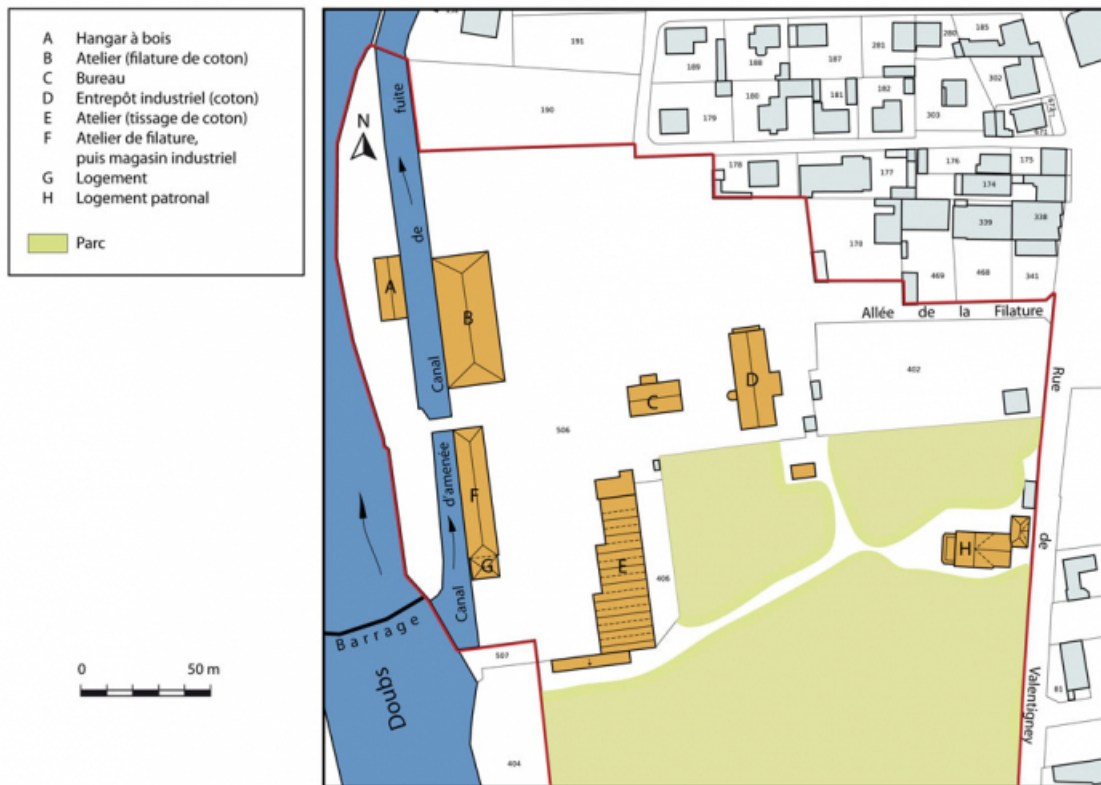 A Hangar à bois
B Atelier (filature de coton)
C Bureau
D Entrepôt industriel (coton)
E Atelier (tissage de coton)
F Atelier de filature,
puis magasin industriel
G Logement
H Logement patronal
Parc
0 50 m
N
191
190
189
188
187
281
280
185
302
180
181
182
179
303
671
178
177
176
175
174
170
339
338
469
468
341
Allée de la Filature
Canal de fuite
A
B
C
D
402
506
Canal d'amenée
F
G
E
406
H
Rue de Valentigney
Barrage
Doubs
507
404
81